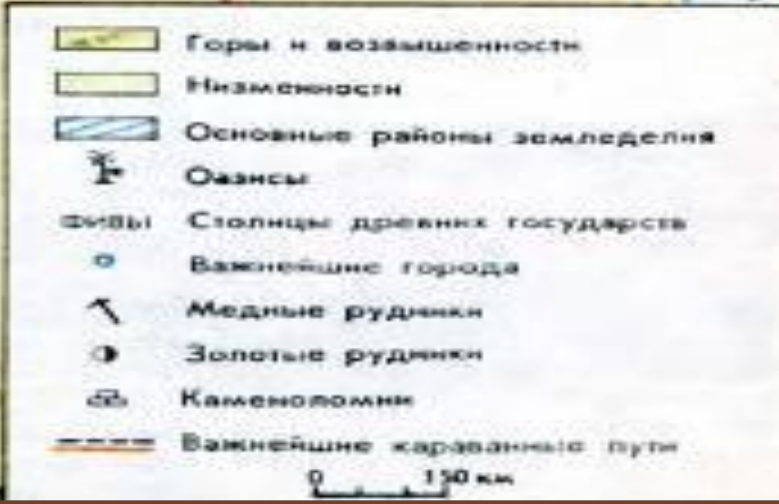 Горы и возвышенности
Низменности
Основные районы земледелия
Оазисы
ФИВЫ Столицы древних государств
Важнейшие города
Медные рудники
Золотые рудники
Каменоломни
Важнейшие караванные пути
0 150 км